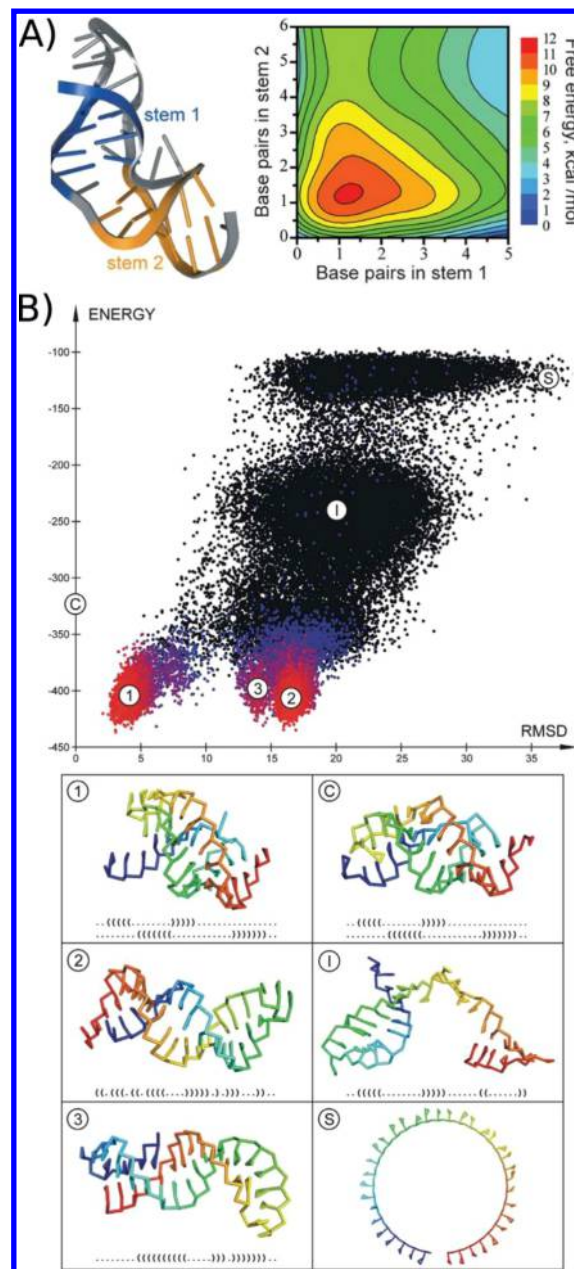 A)
stem 1
stem 2
Base pairs in stem 2
6
5
4
3
2
1
0
0 1 2 3 4 5
Base pairs in stem 1
12
11
10
9
8
7
6
5
4
3
2
1
0
Free energy, kcal/mol
B)
ENERGY
-100
-150
-200
-250
-300
-350
-400
-450
S
I
C
1
3
2
RMSD
0 5 10 15 20 25 30 35
1
C
2
I
3
S